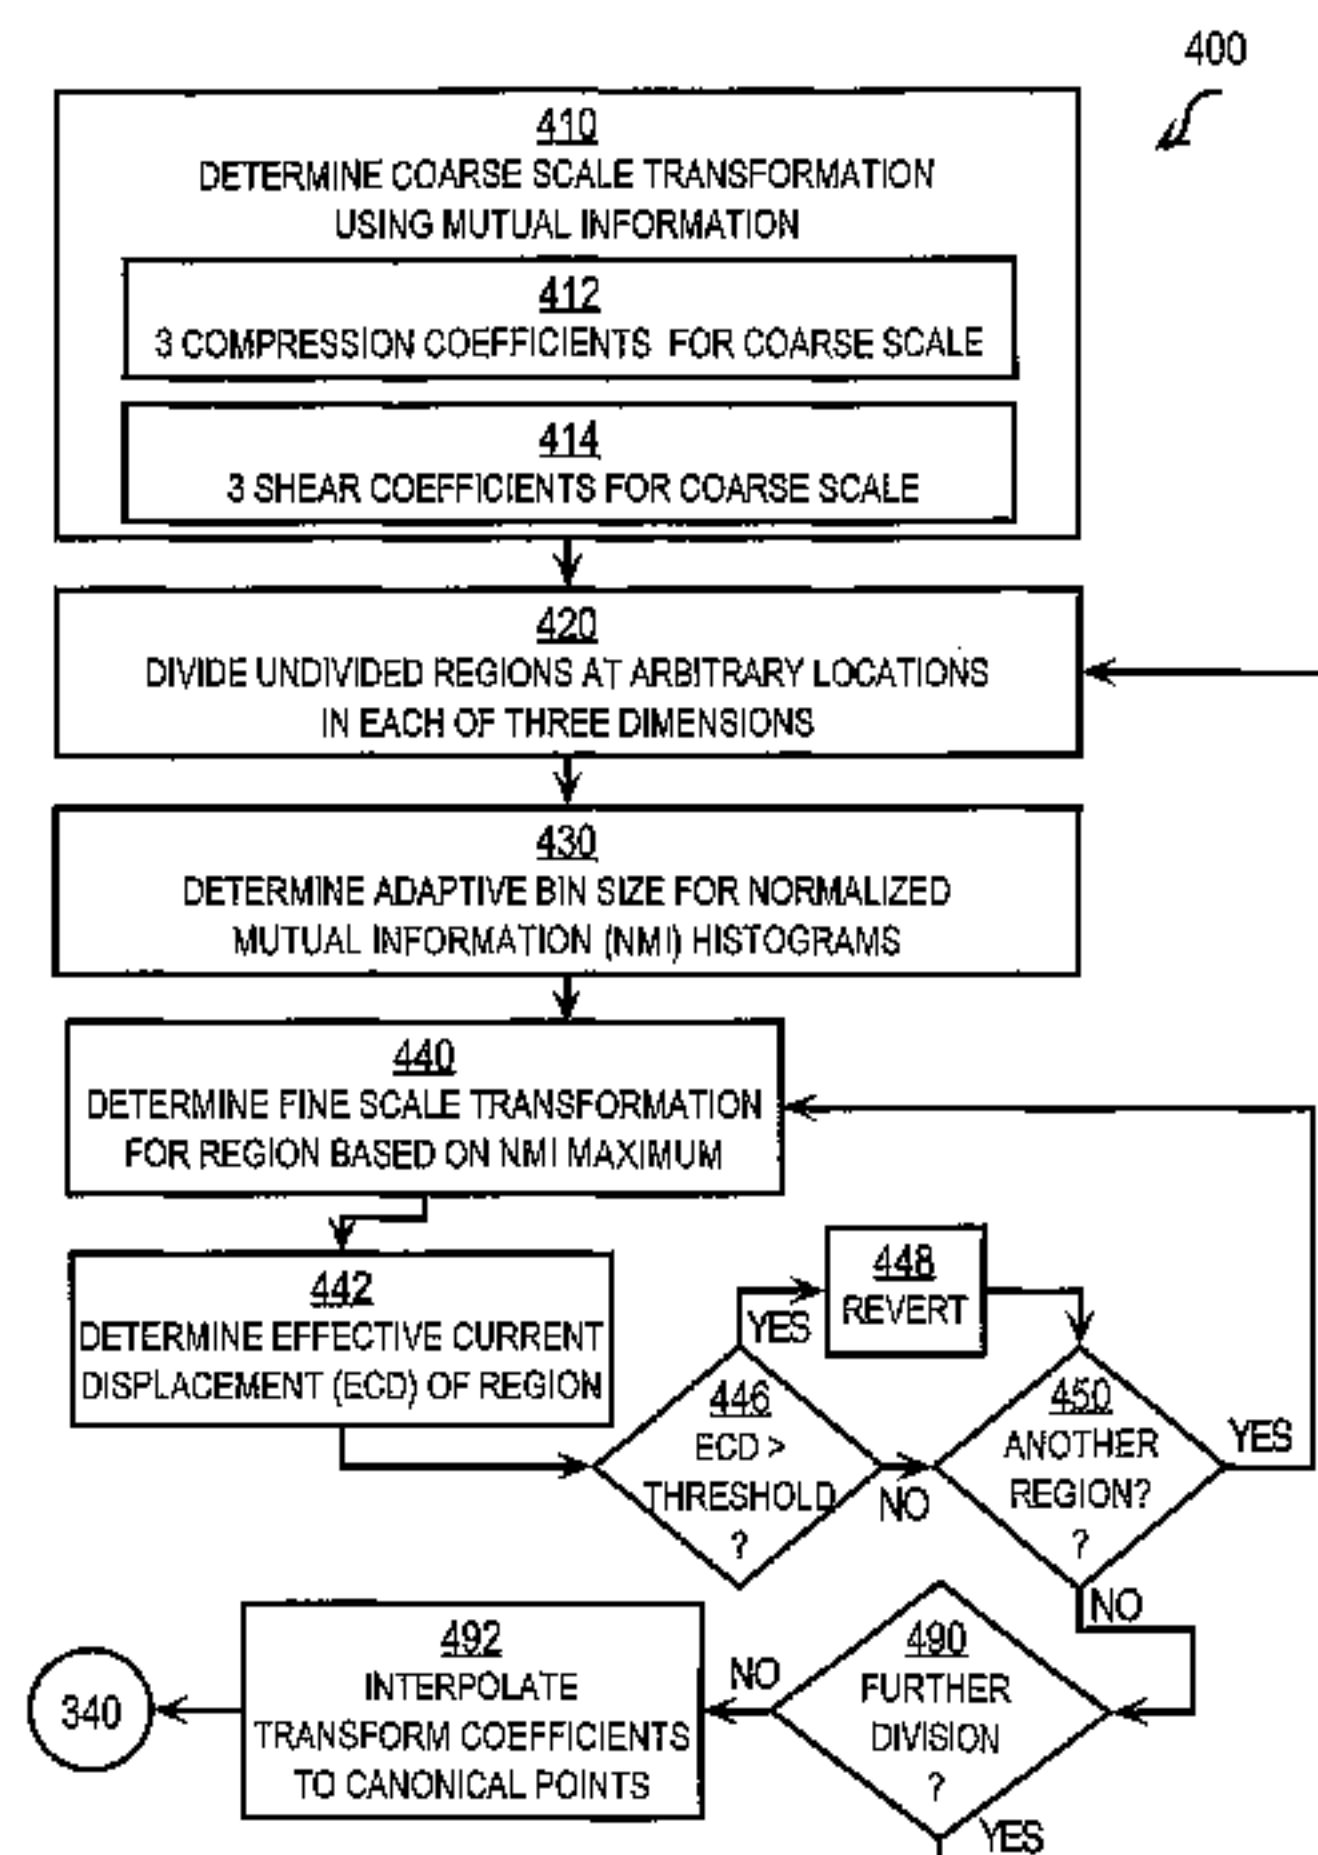 400
410
DETERMINE COARSE SCALE TRANSFORMATION
USING MUTUAL INFORMATION
412
3 COMPRESSION COEFFICIENTS FOR COARSE SCALE
414
3 SHEAR COEFFICIENTS FOR COARSE SCALE
420
DIVIDE UNDIVIDED REGIONS AT ARBITRARY LOCATIONS
IN EACH OF THREE DIMENSIONS
430
DETERMINE ADAPTIVE BIN SIZE FOR NORMALIZED
MUTUAL INFORMATION (NMI) HISTOGRAMS
440
DETERMINE FINE SCALE TRANSFORMATION
FOR REGION BASED ON NMI MAXIMUM
442
DETERMINE EFFECTIVE CURRENT
DISPLACEMENT (ECD) OF REGION
446
ECD >
THRESHOLD
?
YES
NO
448
REVERT
450
ANOTHER
REGION?
?
YES
NO
490
FURTHER
DIVISION
?
NO
YES
492
INTERPOLATE
TRANSFORM COEFFICIENTS
TO CANONICAL POINTS
340